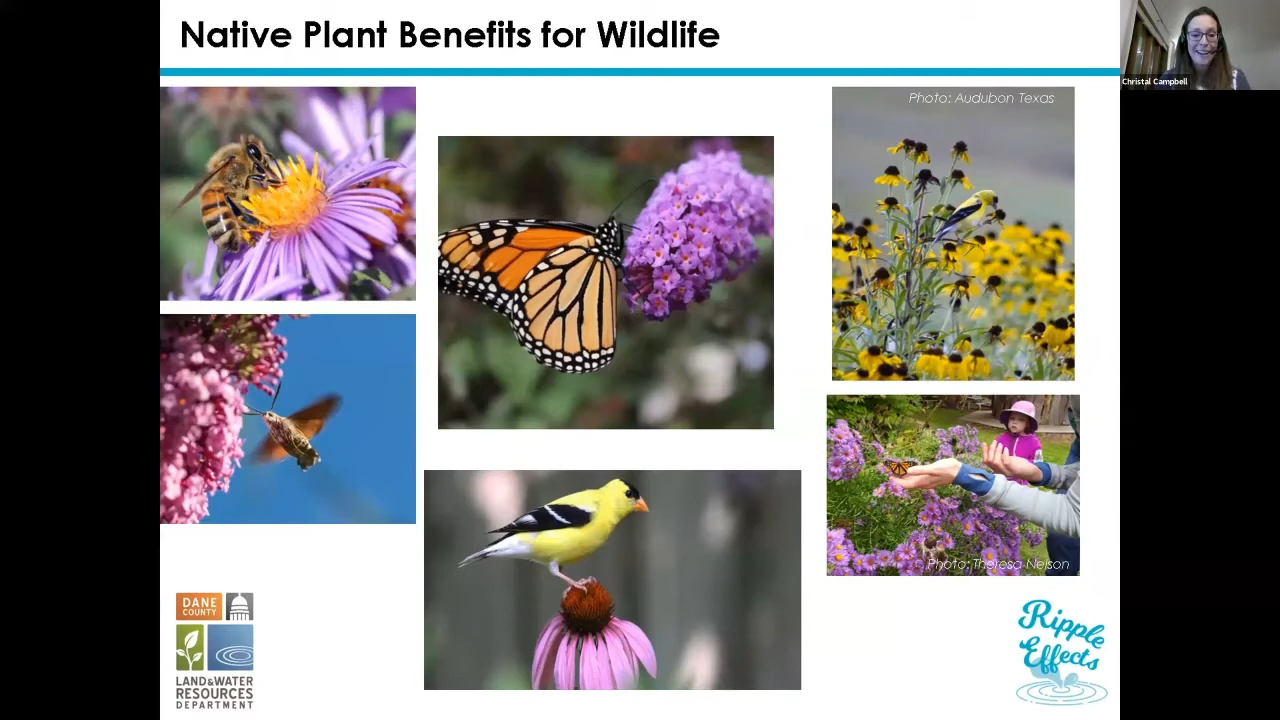 Native Plant Benefits for Wildlife
Christal Campbell
Photo: Audubon Texas
Photo: Theresa Nelson
DANE
COUNTY
LAND & WATER
RESOURCES
DEPARTMENT
Ripple
Effects